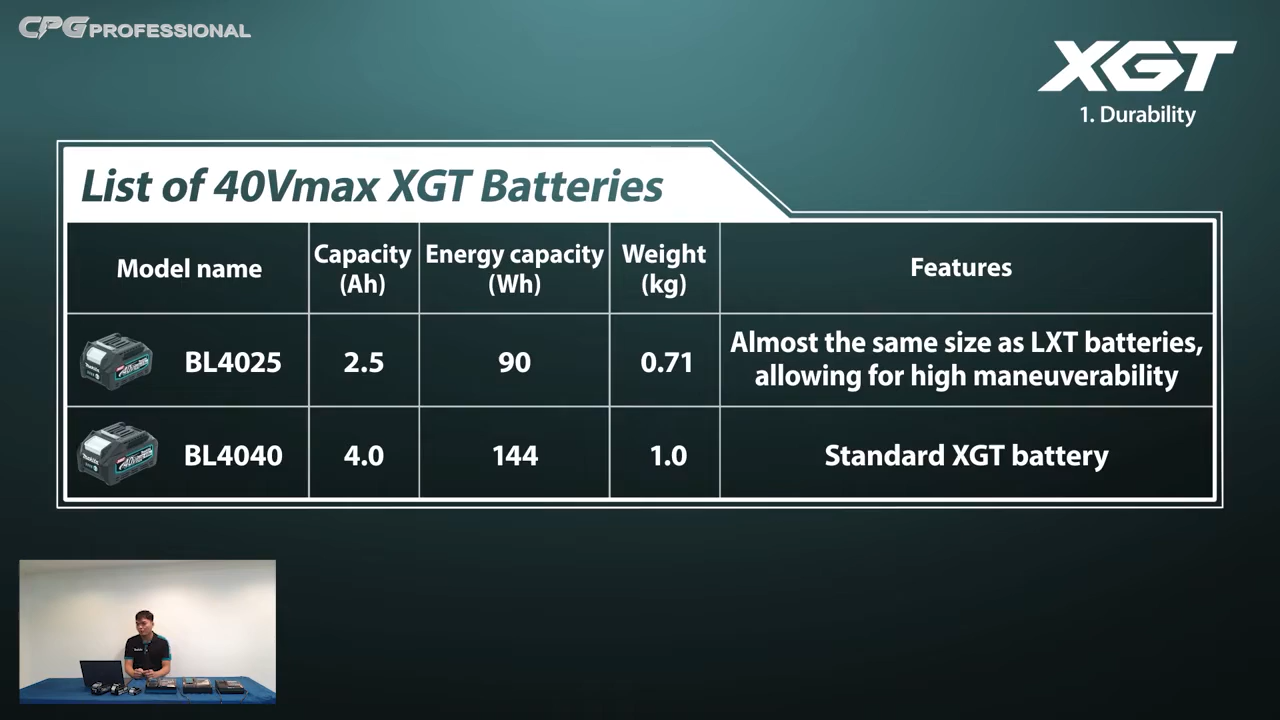 CPG PROFESSIONAL
XGT
1. Durability
List of 40Vmax XGT Batteries
Model name
Capacity
(Ah)
Energy capacity
(Wh)
Weight
(kg)
Features
BL4025
2.5
90
0.71
Almost the same size as LXT batteries,
allowing for high maneuverability
BL4040
4.0
144
1.0
Standard XGT battery